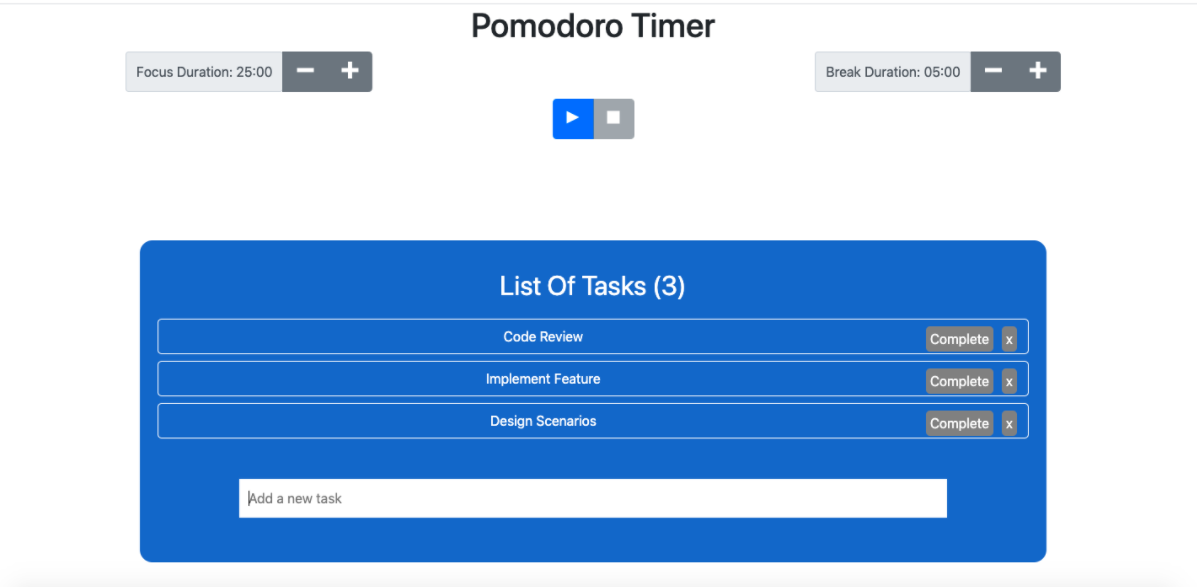 Pomodoro Timer
Focus Duration: 25:00
Break Duration: 05:00
List Of Tasks (3)
Code Review Complete x
Implement Feature Complete x
Design Scenarios Complete x
Add a new task